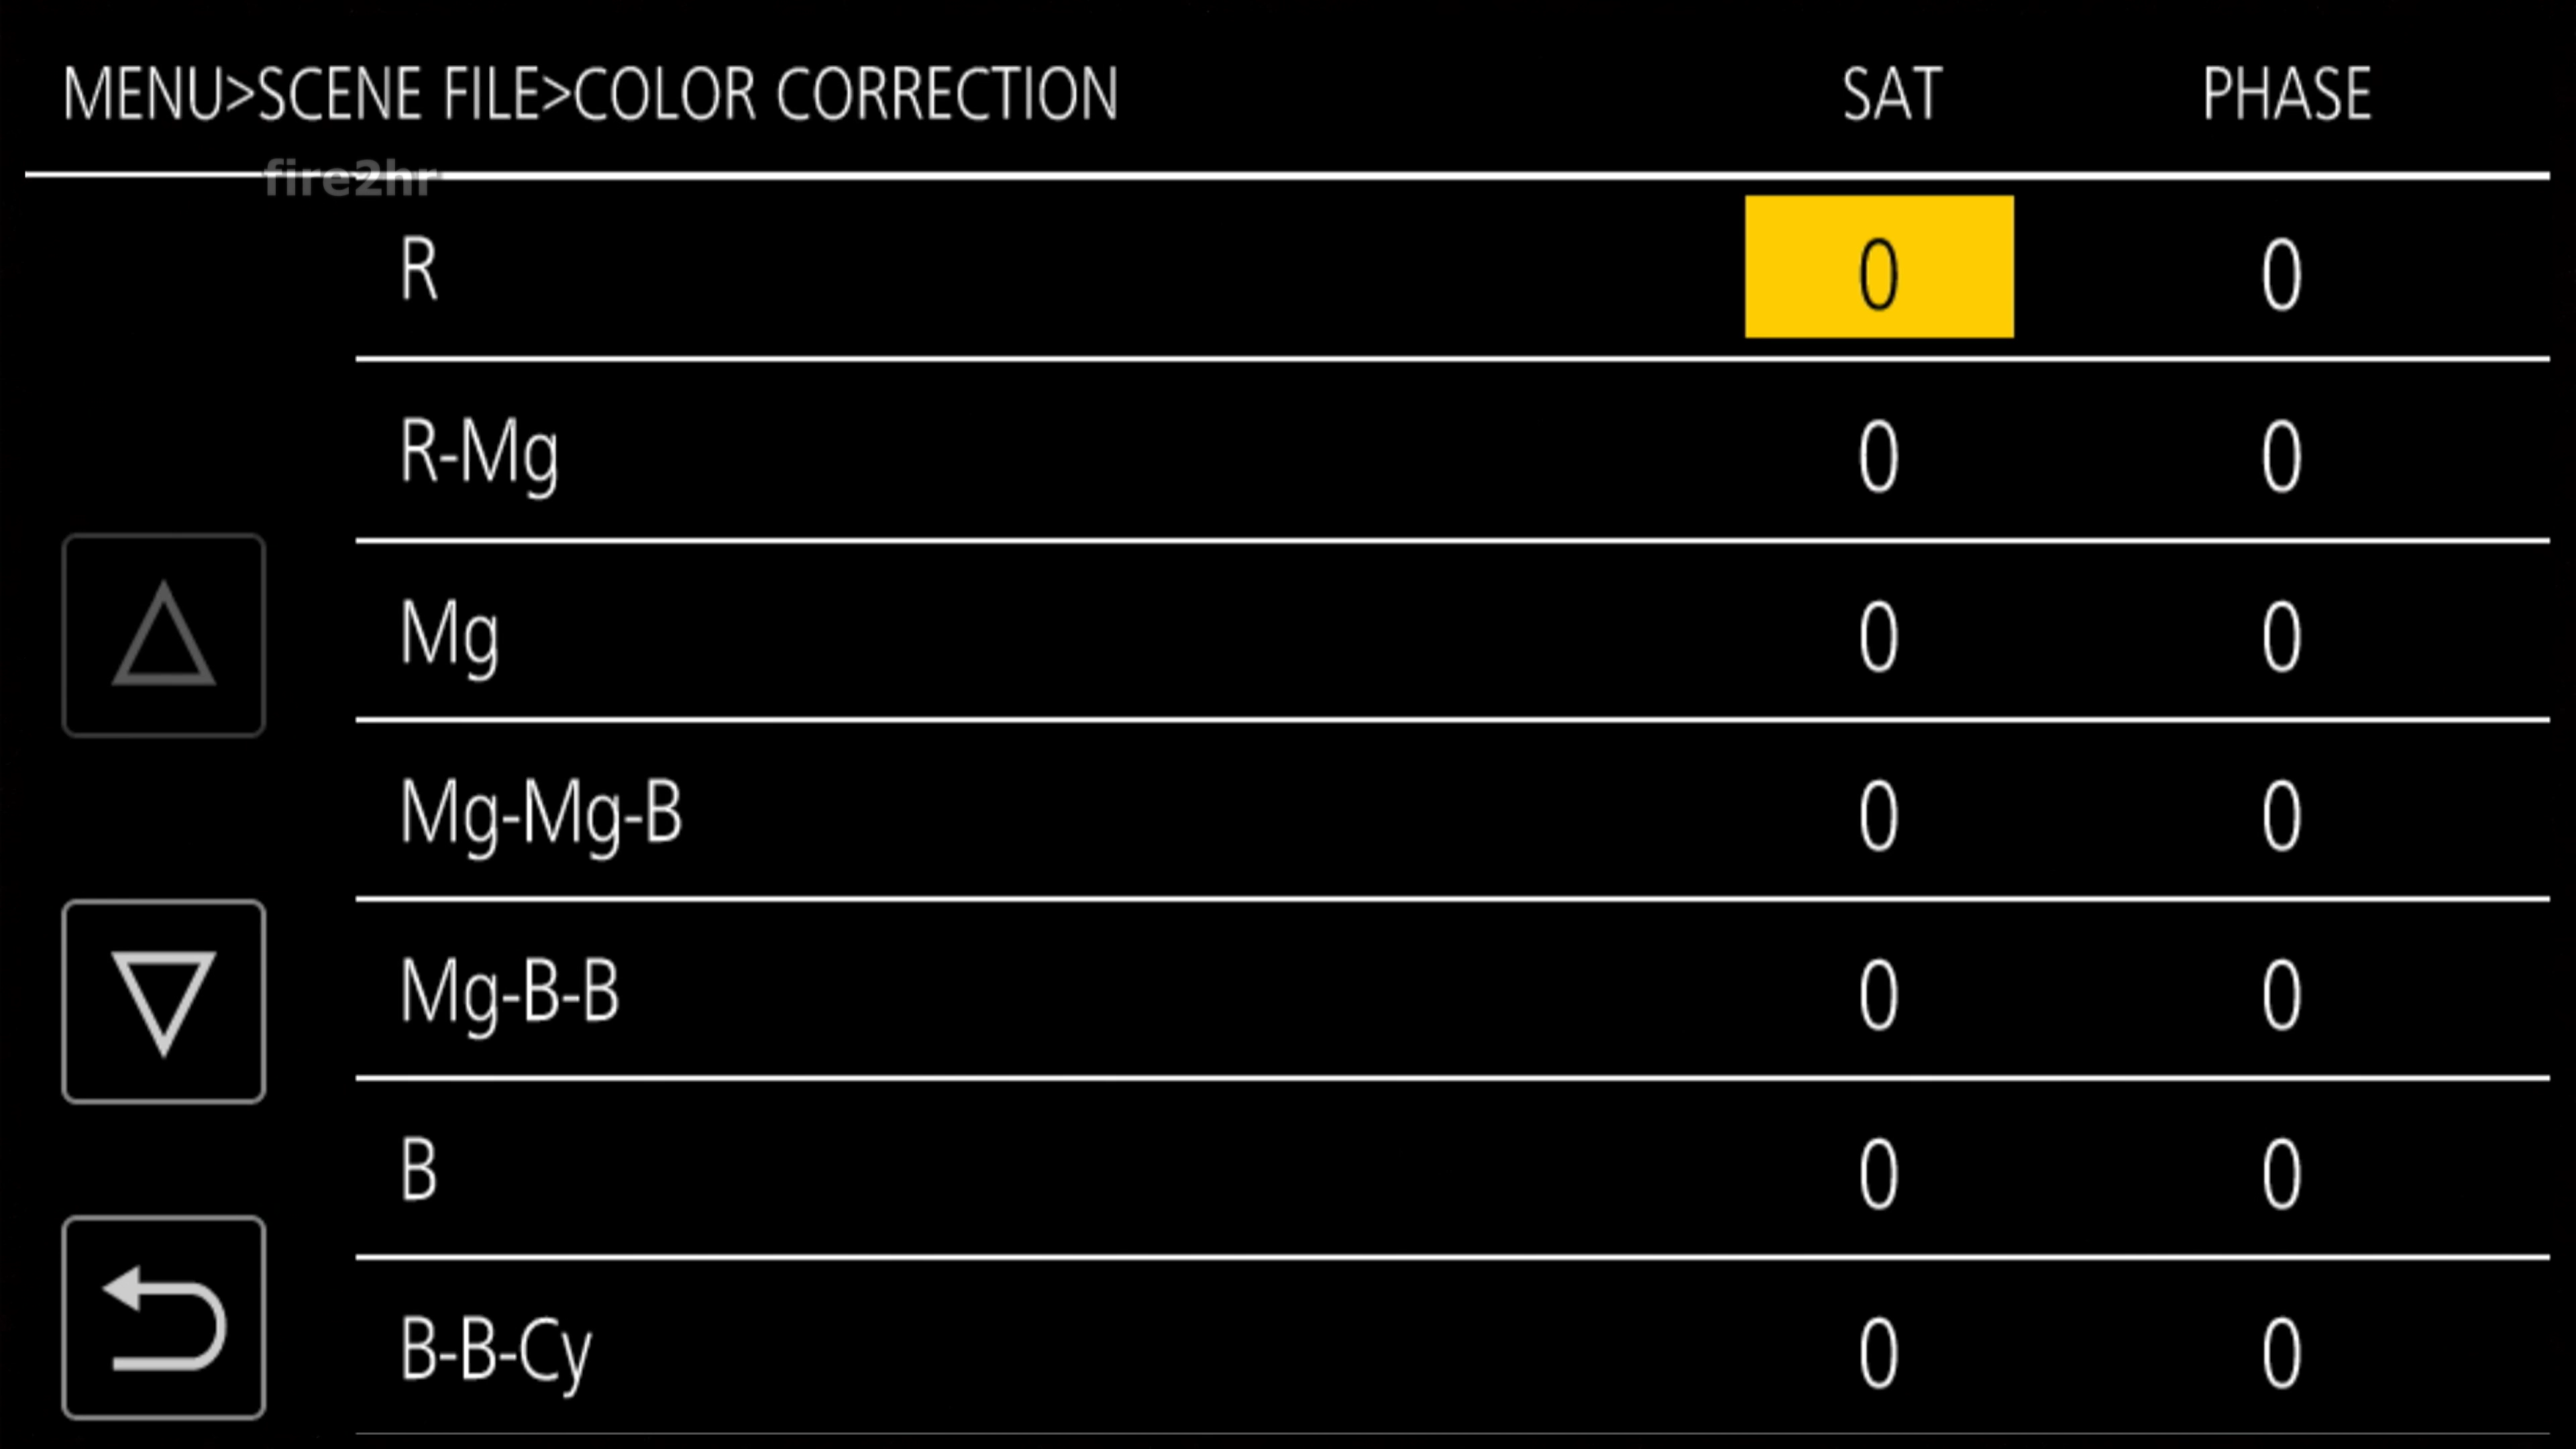 MENU>SCENE FILE>COLOR CORRECTION SAT PHASE
fire2hr
R 0 0
R-Mg 0 0
Mg 0 0
Mg-Mg-B 0 0
Mg-B-B 0 0
B 0 0
B-B-Cy 0 0